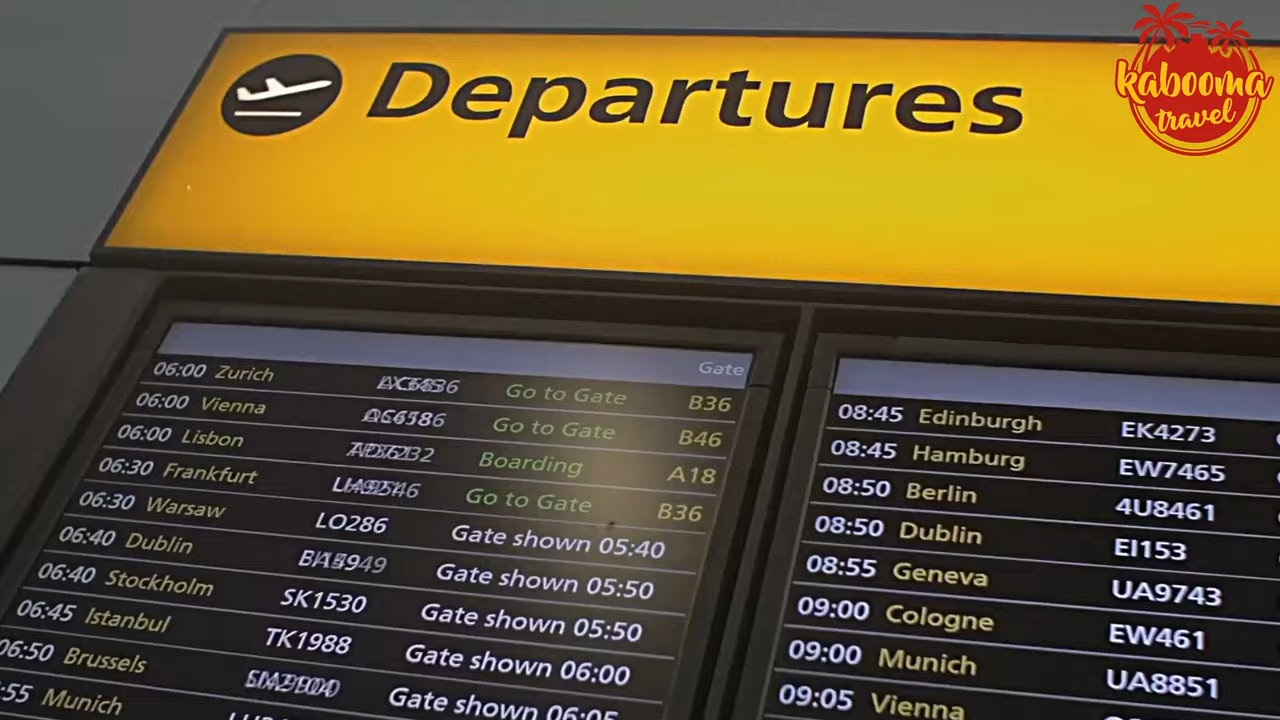 Departures
kabooma
travel
Gate
06:00 Zurich Go to Gate B36
06:00 Vienna Go to Gate B46
06:00 Lisbon Boarding A18
06:30 Frankfurt Go to Gate B36
06:30 Warsaw LO286 Gate shown 05:40
06:40 Dublin Gate shown 05:50
06:40 Stockholm SK1530 Gate shown 05:50
06:45 Istanbul TK1988 Gate shown 06:00
06:50 Brussels Gate shown 06:05
:55 Munich
08:45 Edinburgh EK4273
08:45 Hamburg EW7465
08:50 Berlin 4U8461
08:50 Dublin EI153
08:55 Geneva UA9743
09:00 Cologne EW461
09:00 Munich UA8851
09:05 Vienna